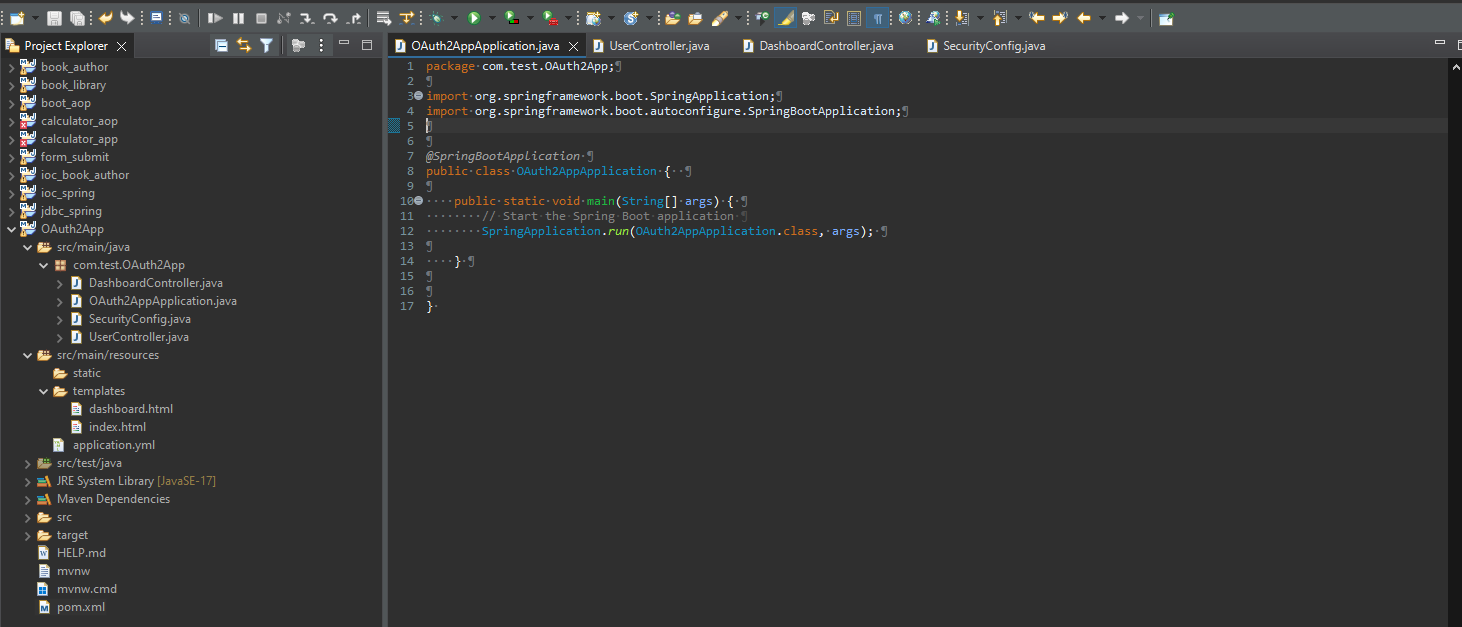 Project Explorer
book_author
book_library
boot_aop
calculator_aop
calculator_app
form_submit
ioc_book_author
ioc_spring
jdbc_spring
OAuth2App
src/main/java
com.test.OAuth2App
DashboardController.java
OAuth2AppApplication.java
SecurityConfig.java
UserController.java
src/main/resources
static
templates
dashboard.html
index.html
application.yml
src/test/java
JRE System Library [JavaSE-17]
Maven Dependencies
src
target
HELP.md
mvnw
mvnw.cmd
pom.xml
OAuth2AppApplication.java UserController.java DashboardController.java SecurityConfig.java
1 package·com.test.OAuth2App;¶
2 ¶
3 import·org.springframework.boot.SpringApplication;¶
4 import·org.springframework.boot.autoconfigure.SpringBootApplication;¶
5 ¶
6 ¶
7 @SpringBootApplication·¶
8 public·class·OAuth2AppApplication·{··¶
9 ¶
10 ····public·static·void·main(String[]·args)·{·¶
11 ········//·Start·the·Spring·Boot·application·¶
12 ········SpringApplication.run(OAuth2AppApplication.class,·args);·¶
13 ¶
14 ····}·¶
15 ¶
16 ¶
17 }·